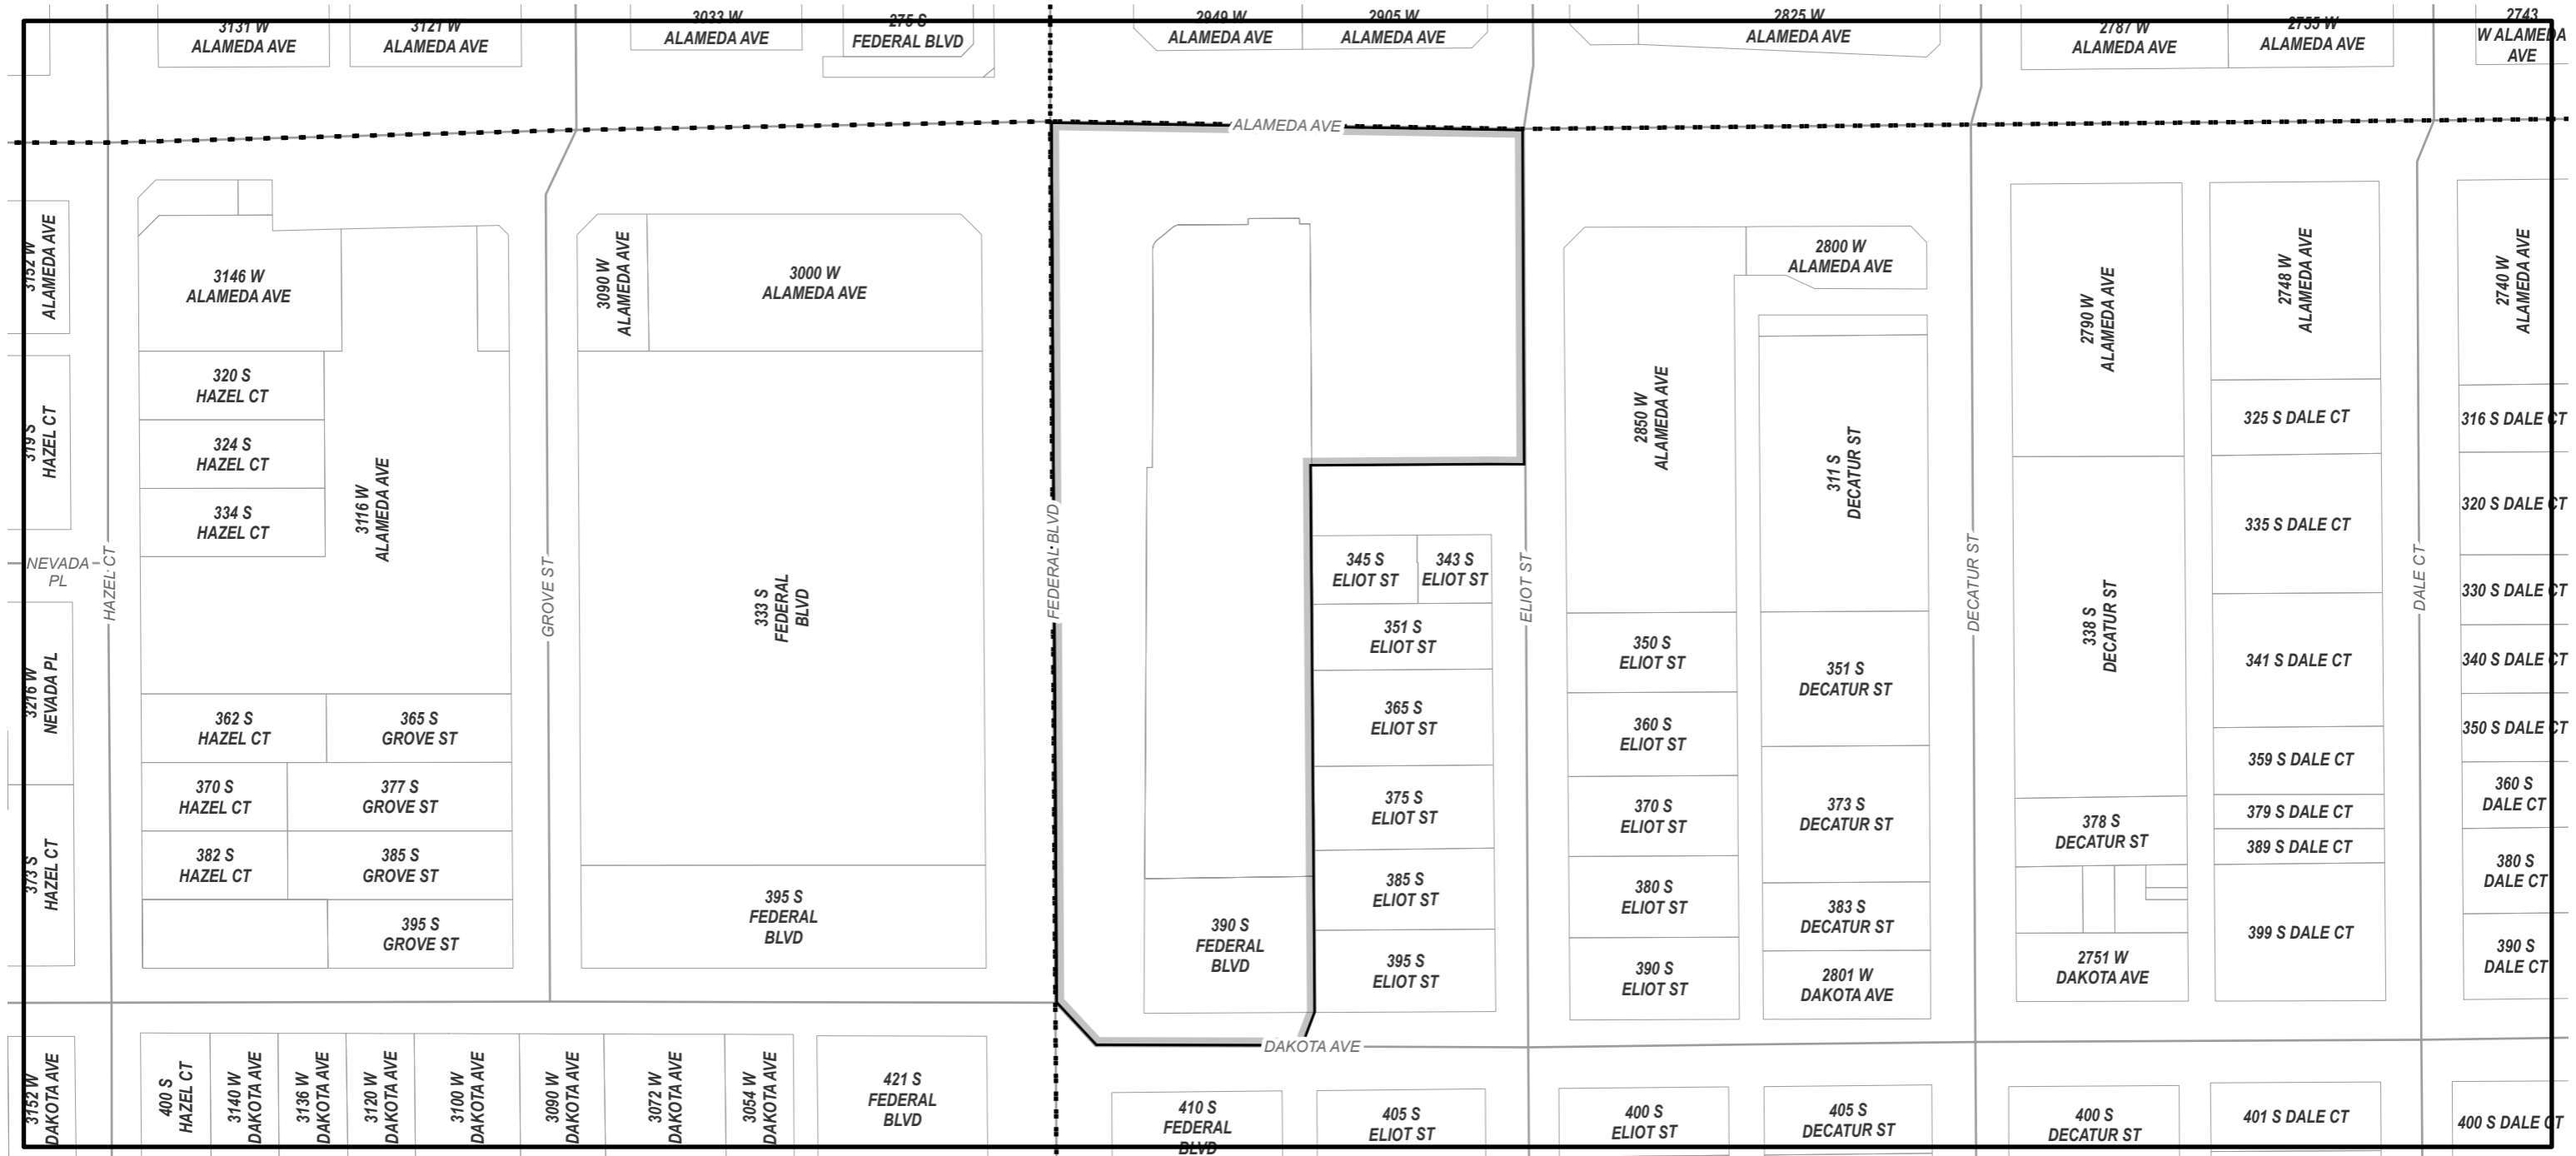 3131 W
ALAMEDA AVE
3121 W
ALAMEDA AVE
3033 W
ALAMEDA AVE
275 S
FEDERAL BLVD
2949 W
ALAMEDA AVE
2905 W
ALAMEDA AVE
2825 W
ALAMEDA AVE
2787 W
ALAMEDA AVE
2755 W
ALAMEDA AVE
2743
W ALAMEDA
AVE
ALAMEDA AVE
3152 W
ALAMEDA AVE
3146 W
ALAMEDA AVE
3090 W
ALAMEDA AVE
3000 W
ALAMEDA AVE
2800 W
ALAMEDA AVE
2790 W
ALAMEDA AVE
2748 W
ALAMEDA AVE
2740 W
ALAMEDA AVE
319 S
HAZEL CT
320 S
HAZEL CT
324 S
HAZEL CT
334 S
HAZEL CT
3116 W
ALAMEDA AVE
2850 W
ALAMEDA AVE
311 S
DECATUR ST
325 S DALE CT
316 S DALE CT
335 S DALE CT
320 S DALE CT
NEVADA
PL
HAZEL CT
GROVE ST
333 S
FEDERAL
BLVD
FEDERAL BLVD
345 S
ELIOT ST
343 S
ELIOT ST
ELIOT ST
DECATUR ST
DALE CT
330 S DALE CT
351 S
ELIOT ST
350 S
ELIOT ST
351 S
DECATUR ST
338 S
DECATUR ST
341 S DALE CT
340 S DALE CT
3216 W
NEVADA PL
362 S
HAZEL CT
365 S
GROVE ST
365 S
ELIOT ST
360 S
ELIOT ST
359 S DALE CT
350 S DALE CT
370 S
HAZEL CT
377 S
GROVE ST
375 S
ELIOT ST
370 S
ELIOT ST
373 S
DECATUR ST
378 S
DECATUR ST
379 S DALE CT
360 S
DALE CT
373 S
HAZEL CT
382 S
HAZEL CT
385 S
GROVE ST
385 S
ELIOT ST
380 S
ELIOT ST
383 S
DECATUR ST
389 S DALE CT
380 S
DALE CT
395 S
GROVE ST
395 S
FEDERAL
BLVD
390 S
FEDERAL
BLVD
395 S
ELIOT ST
390 S
ELIOT ST
2801 W
DAKOTA AVE
2751 W
DAKOTA AVE
399 S DALE CT
390 S
DALE CT
DAKOTA AVE
3152 W
DAKOTA AVE
400 S
HAZEL CT
3140 W
DAKOTA AVE
3136 W
DAKOTA AVE
3120 W
DAKOTA AVE
3100 W
DAKOTA AVE
3090 W
DAKOTA AVE
3072 W
DAKOTA AVE
3054 W
DAKOTA AVE
421 S
FEDERAL
BLVD
410 S
FEDERAL
BLVD
405 S
ELIOT ST
400 S
ELIOT ST
405 S
DECATUR ST
400 S
DECATUR ST
401 S DALE CT
400 S DALE CT